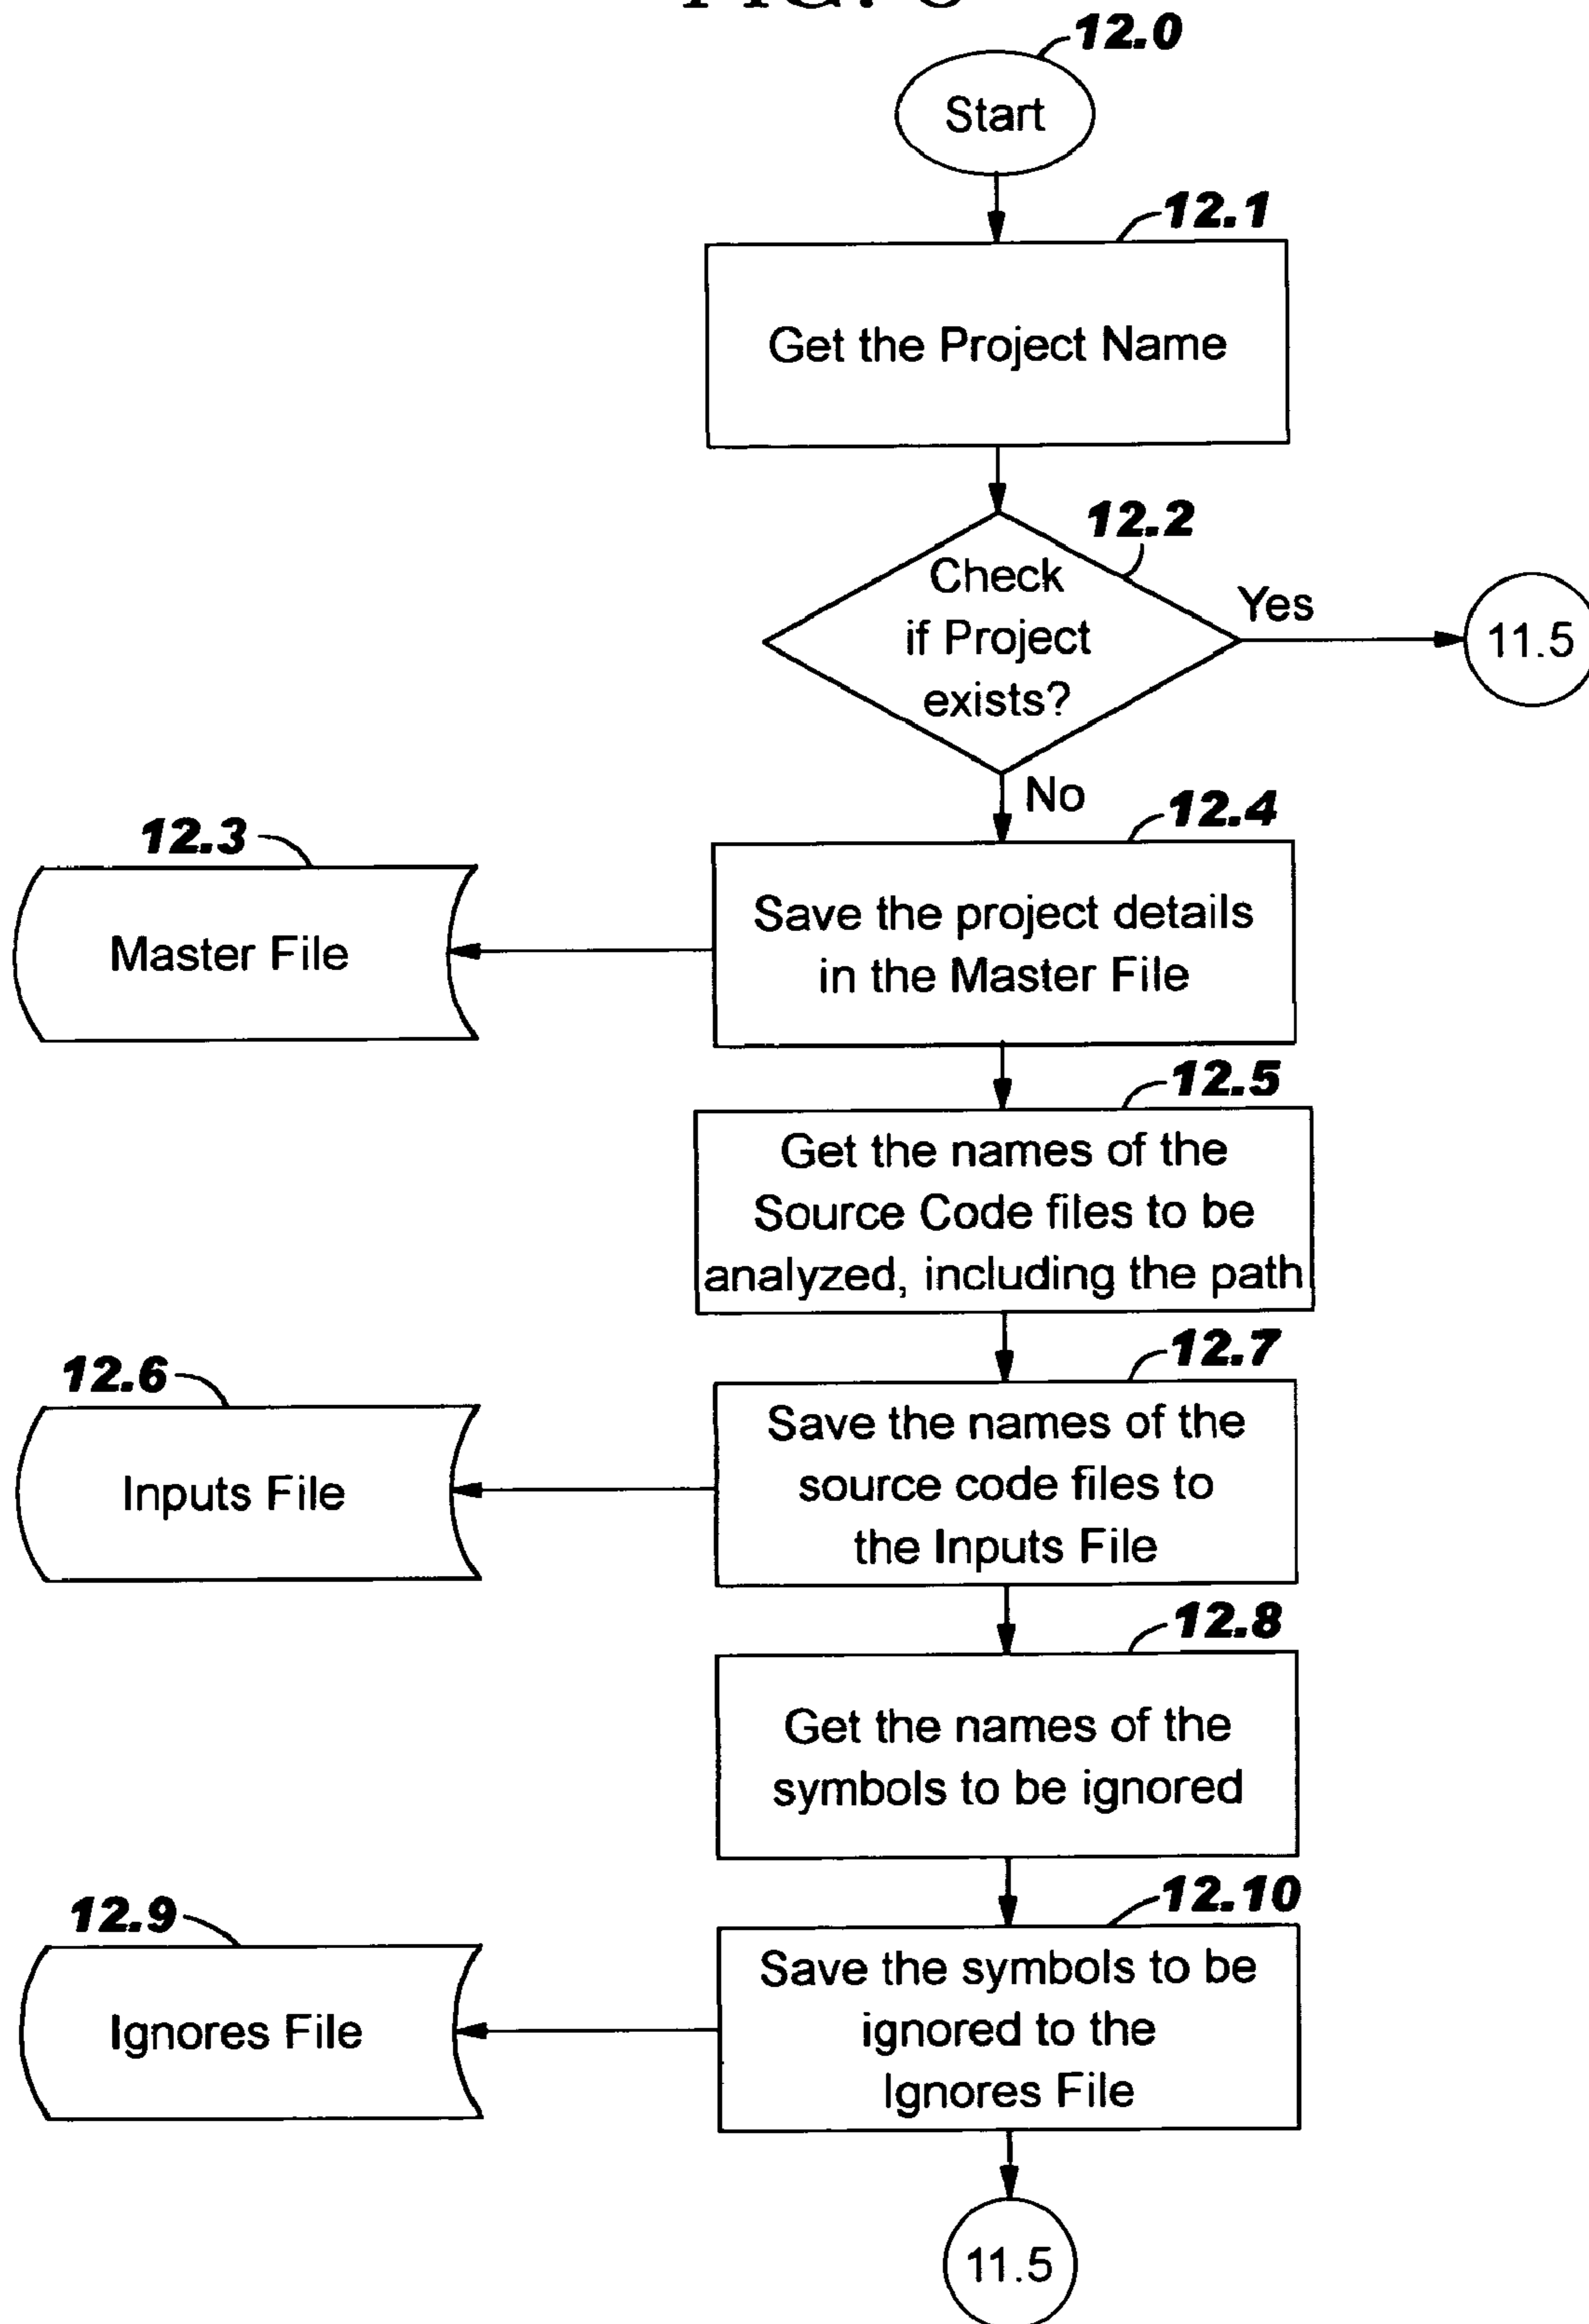 12.0
Start
12.1
Get the Project Name
12.2
Check
if Project
exists?
Yes
11.5
No
12.3
Master File
12.4
Save the project details
in the Master File
12.5
Get the names of the
Source Code files to be
analyzed, including the path
12.6
Inputs File
12.7
Save the names of the
source code files to
the Inputs File
12.8
Get the names of the
symbols to be ignored
12.9
Ignores File
12.10
Save the symbols to be
ignored to the
Ignores File
11.5